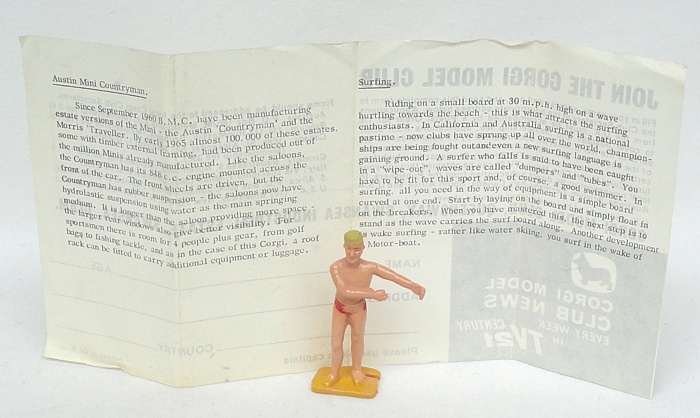 Austin Mini Countryman.
Since September 1960 B.M.C. have been manufacturing
estate versions of the Mini - the Austin 'Countryman' and the
Morris 'Traveller'. By early 1965 almost 100,000 of these estates,
some with timber external framing, had been produced out of
the million Minis already manufactured. Like the saloons,
the Countryman has its 848 c.c. engine mounted across the
front of the car. The front wheels are driven, but the
Countryman has rubber suspension - the saloons now have
hydrolastic suspension using water as the main springing
medium. It is longer than the saloon providing more space;
the larger rear windows also give better visibility. For
sportsmen there is room for 4 people plus gear, from golf
bags to fishing tackle, and as in the case of this Corgi, a roof
rack can be fitted to carry additional equipment or luggage.
Surfing.
Riding on a small board at 30 m.p.h. high on a wave
hurtling towards the beach - this is what attracts the surfing
enthusiasts. In California and Australia surfing is a national
pastime - now clubs have sprung up all over the world, champion-
ships are being fought out and even a new surfing language is
gaining ground. A surfer who falls is said to have been caught
in a "wipe-out", waves are called "dumpers" and "tubes". You
have to be fit for this sport and, of course, a good swimmer. In
surfing, all you need in the way of equipment is a simple board
curved at one end. Start by laying on the board and simply float in
on the breakers. When you have mastered this, the next step is to
stand as the wave carries the surf board along. Another development
is wake surfing - rather like water skiing, you surf in the wake of
Motor-boat.
JOIN THE CORGI MODEL CLUB
NAME
AGE
COUNTRY
Please use capitals
CORGI MODEL
CLUB NEWS
EVERY WEEK
IN TV21 CENTURY